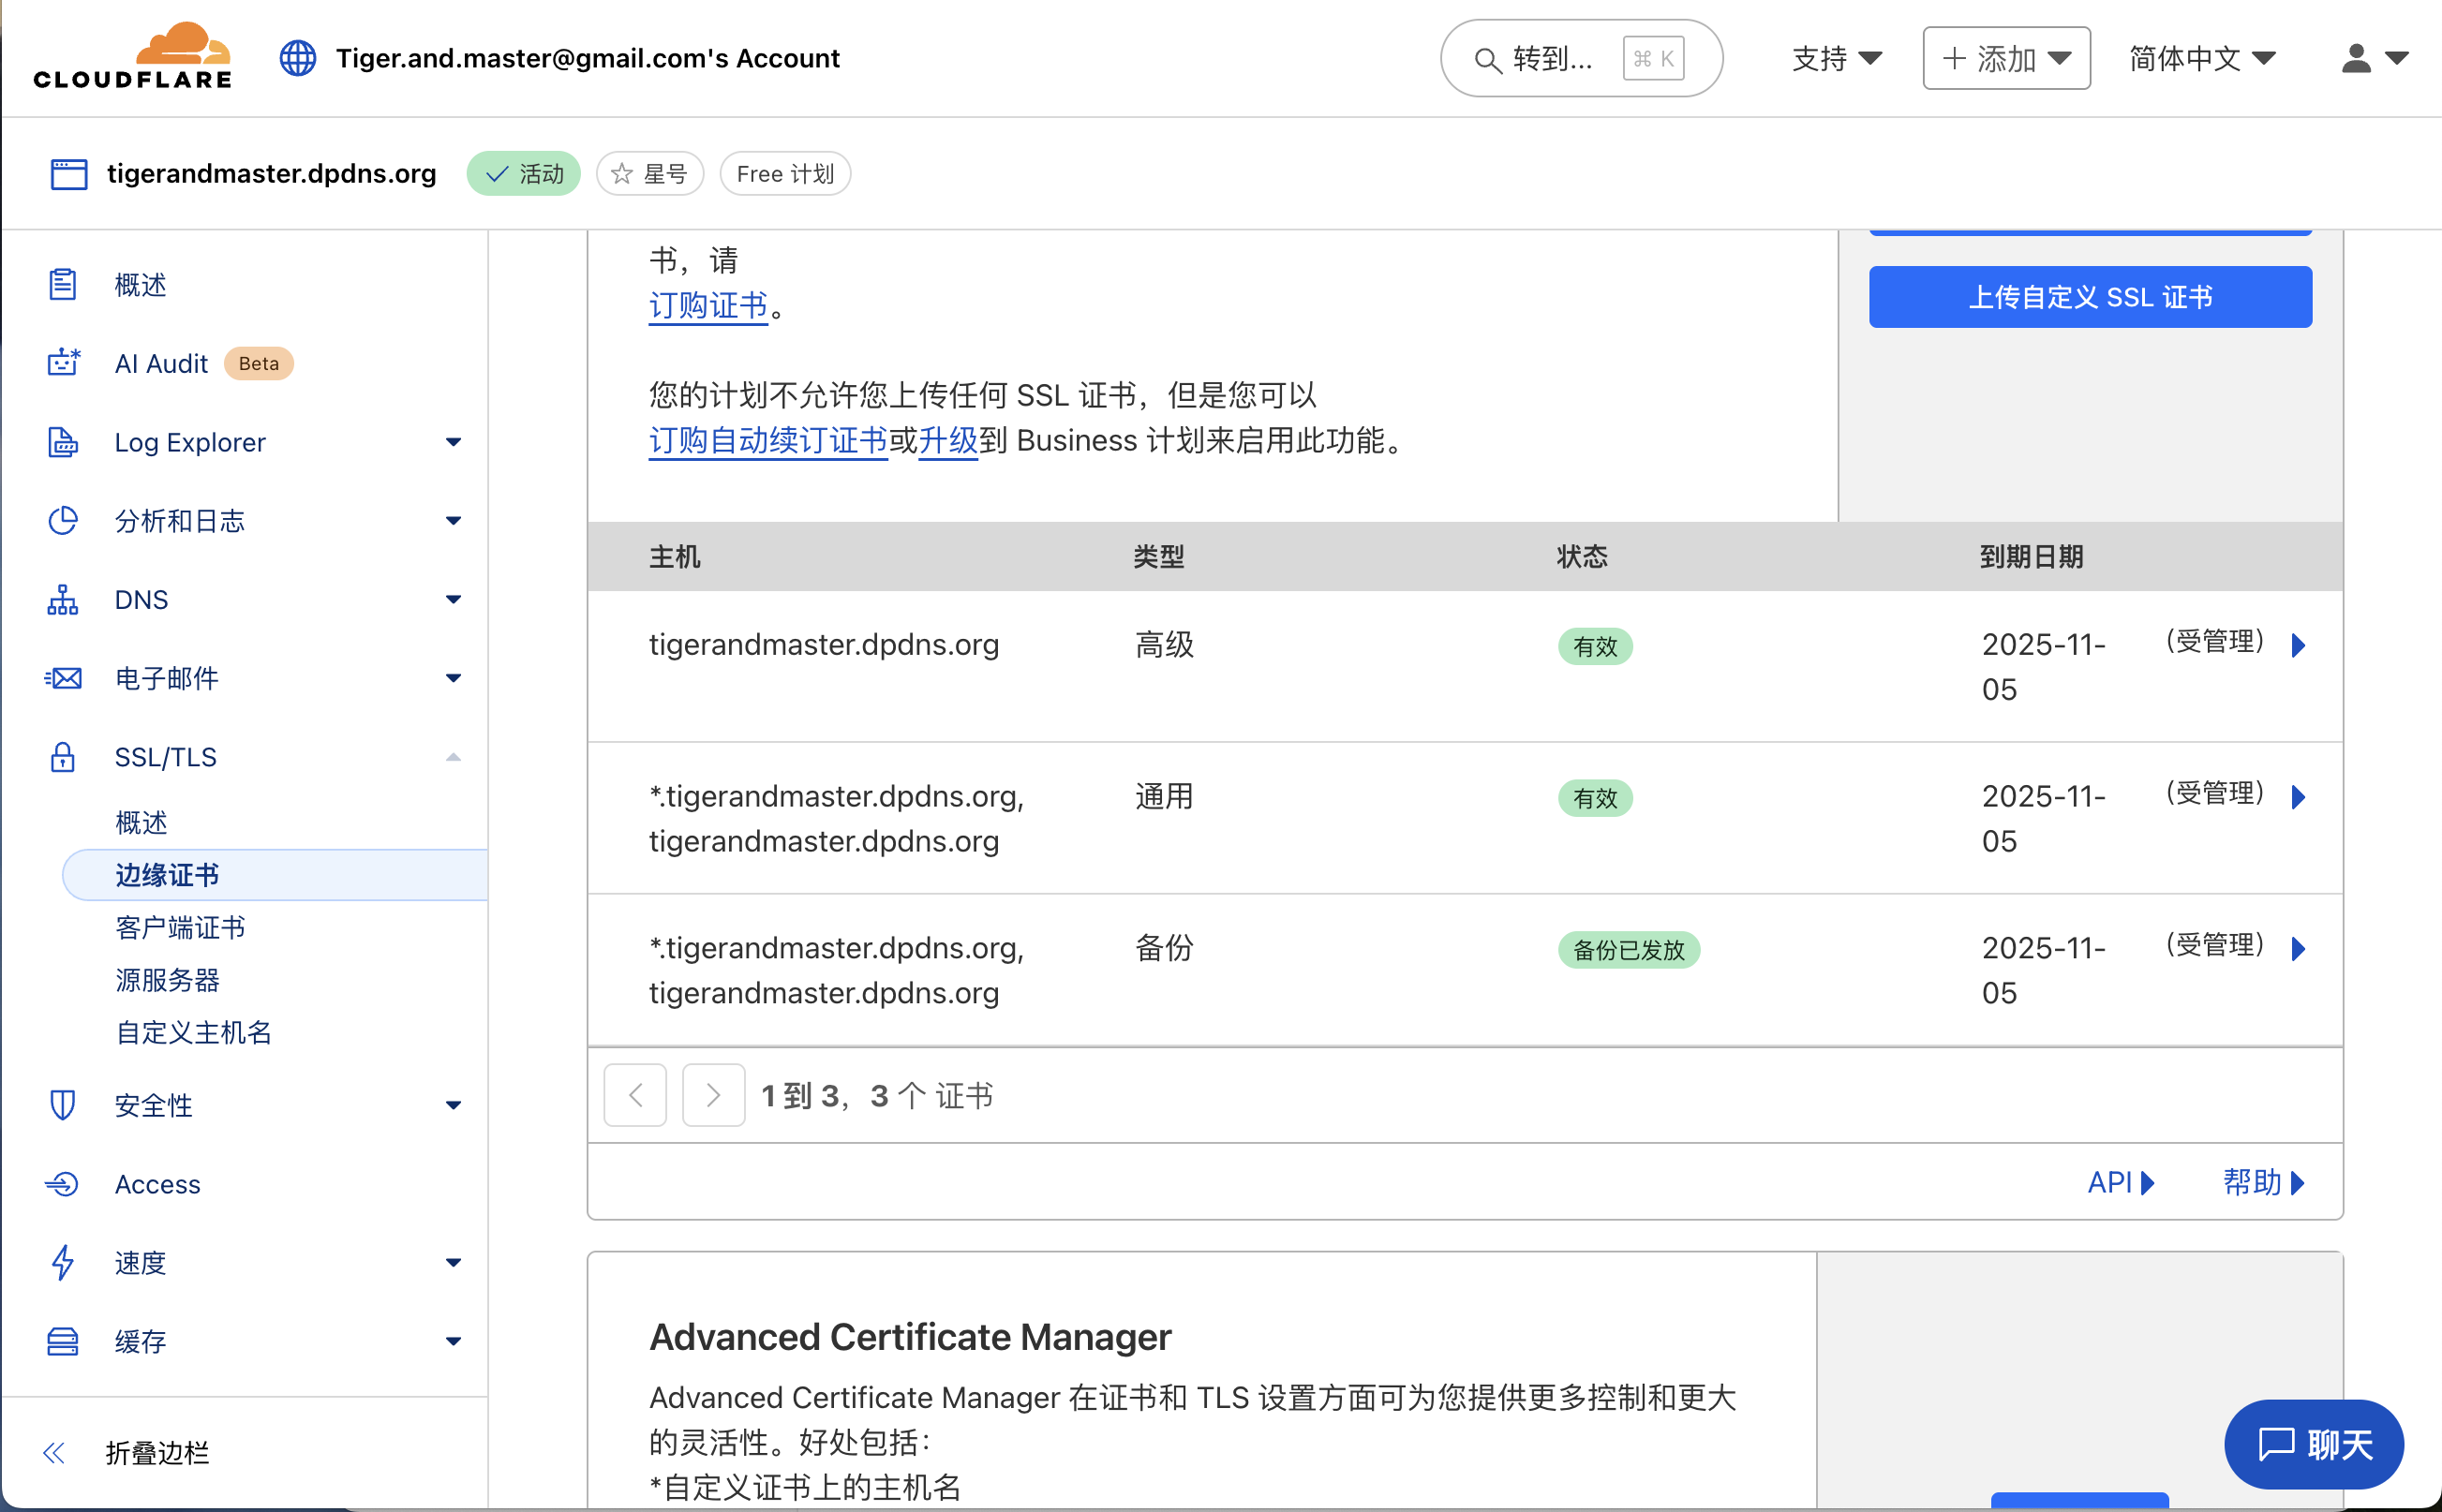 CLOUDFLARE
Tiger.and.master@gmail.com's Account
转到...
⌘ K
支持
添加
简体中文
tigerandmaster.dpdns.org
活动
星号
Free 计划
概述
AI Audit
Beta
Log Explorer
分析和日志
DNS
电子邮件
SSL/TLS
概述
边缘证书
客户端证书
源服务器
自定义主机名
安全性
Access
速度
缓存
折叠边栏
书，请
订购证书。
您的计划不允许您上传任何 SSL 证书，但是您可以
订购自动续订证书或升级到 Business 计划来启用此功能。
上传自定义 SSL 证书
主机 类型 状态 到期日期
tigerandmaster.dpdns.org 高级 有效 2025-11- （受管理）
05
*.tigerandmaster.dpdns.org, 通用 有效 2025-11- （受管理）
tigerandmaster.dpdns.org 05
*.tigerandmaster.dpdns.org, 备份 备份已发放 2025-11- （受管理）
tigerandmaster.dpdns.org 05
1 到 3，3 个 证书
API
帮助
Advanced Certificate Manager
Advanced Certificate Manager 在证书和 TLS 设置方面可为您提供更多控制和更大
的灵活性。好处包括：
*自定义证书上的主机名
聊天